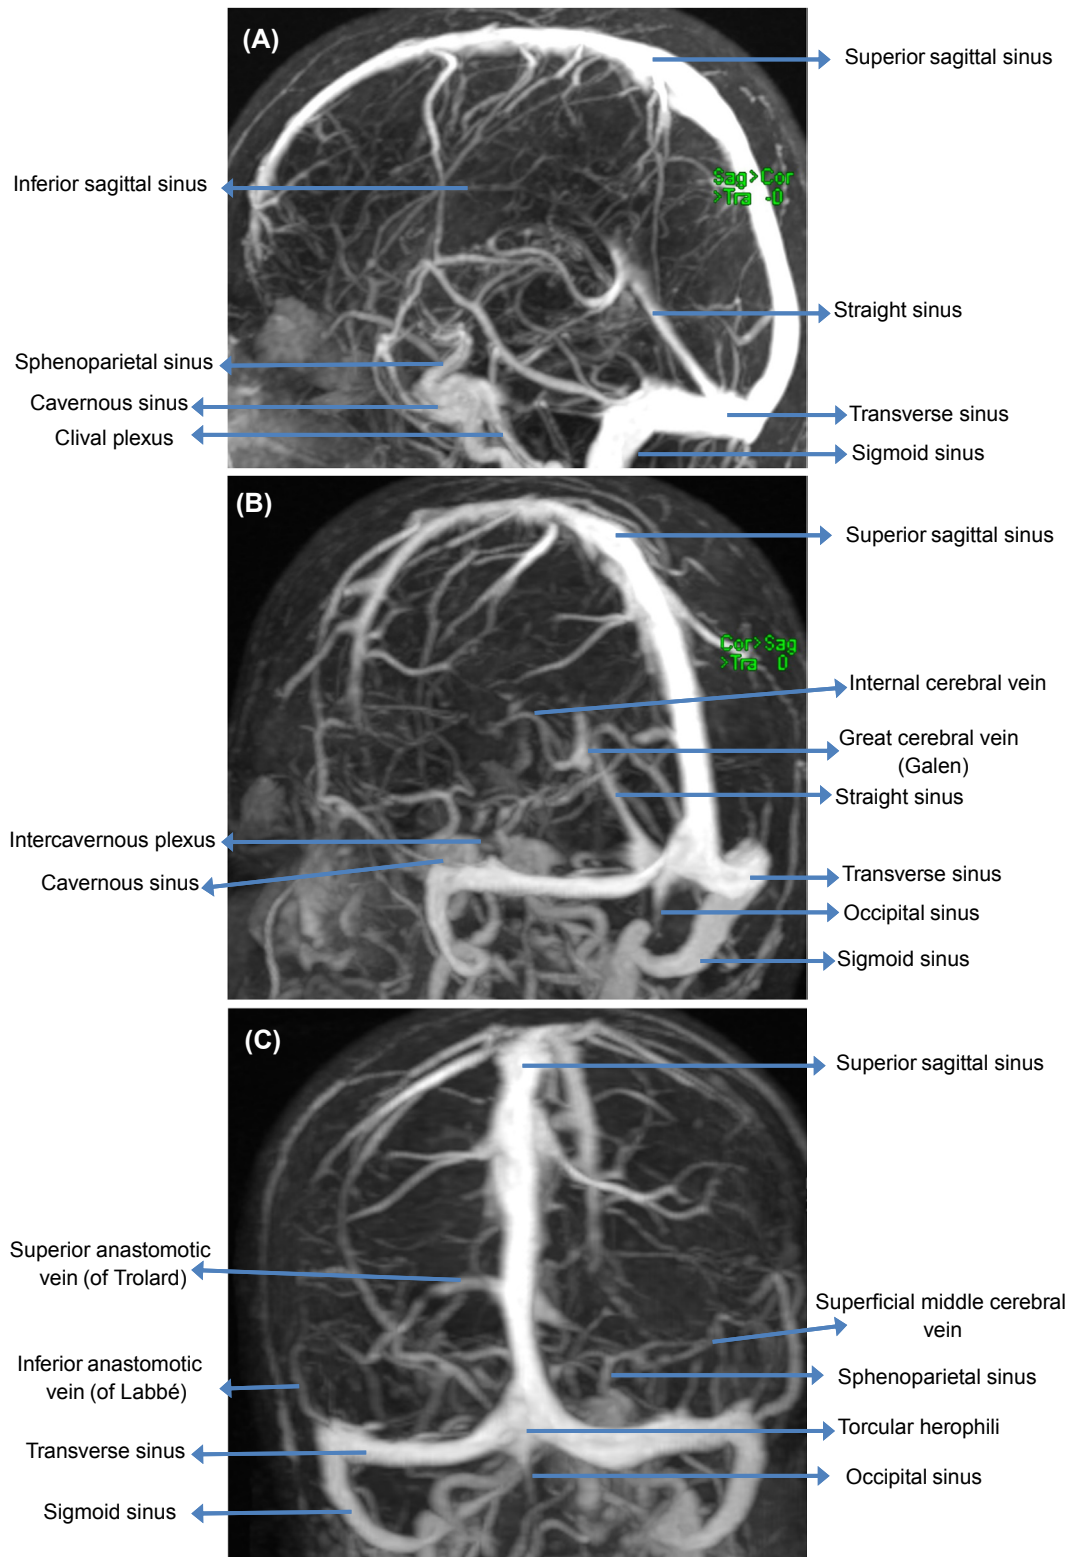 (A)
Superior sagittal sinus
Inferior sagittal sinus
Sag>Cor
>Tra -0
Straight sinus
Sphenoparietal sinus
Cavernous sinus
Clival plexus
Transverse sinus
Sigmoid sinus
(B)
Superior sagittal sinus
Cor>Sag
>Tra 0
Internal cerebral vein
Great cerebral vein
(Galen)
Straight sinus
Intercavernous plexus
Cavernous sinus
Transverse sinus
Occipital sinus
Sigmoid sinus
(C)
Superior sagittal sinus
Superior anastomotic
vein (of Trolard)
Superficial middle cerebral
vein
Inferior anastomotic
vein (of Labbé)
Sphenoparietal sinus
Torcular herophili
Transverse sinus
Occipital sinus
Sigmoid sinus